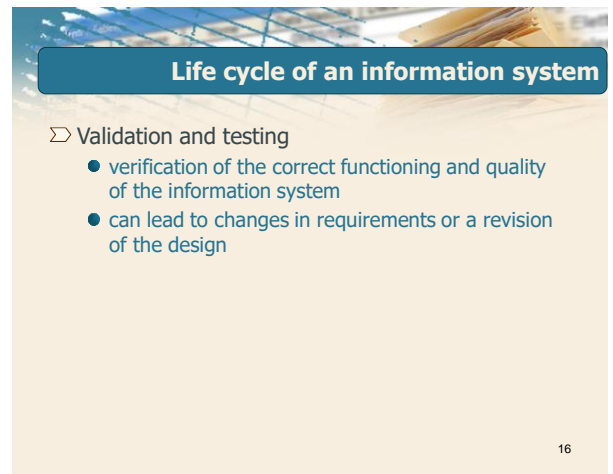 Life cycle of an information system
Validation and testing
verification of the correct functioning and quality
of the information system
can lead to changes in requirements or a revision
of the design
16